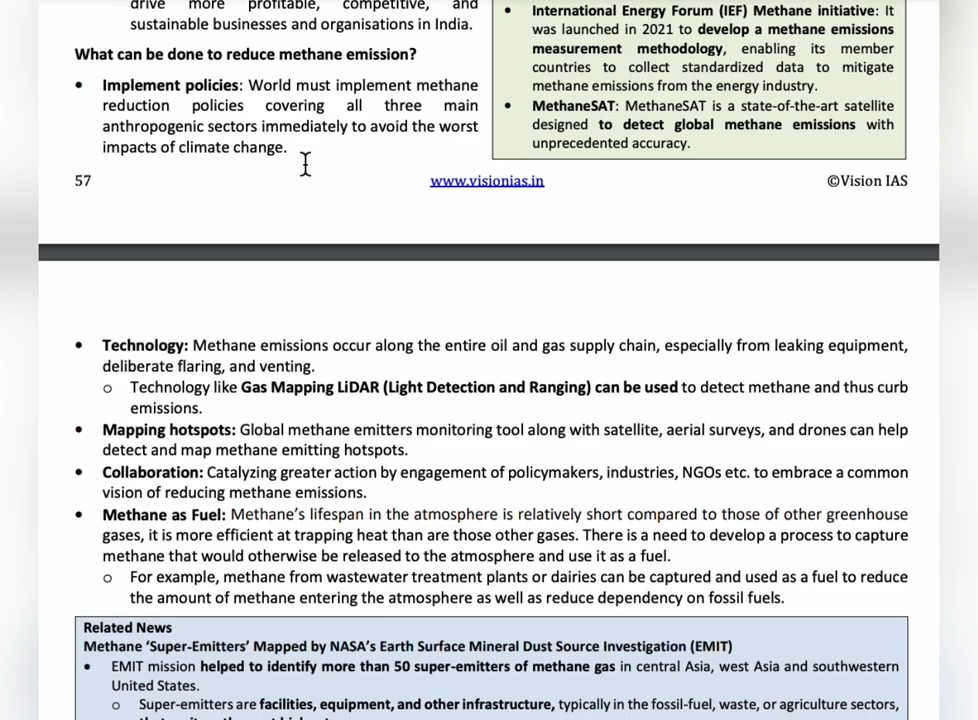 drive more profitable, competitive, and
sustainable businesses and organisations in India.
What can be done to reduce methane emission?
• Implement policies: World must implement methane
reduction policies covering all three main
anthropogenic sectors immediately to avoid the worst
impacts of climate change.
• International Energy Forum (IEF) Methane initiative: It
was launched in 2021 to develop a methane emissions
measurement methodology, enabling its member
countries to collect standardized data to mitigate
methane emissions from the energy industry.
• MethaneSAT: MethaneSAT is a state-of-the-art satellite
designed to detect global methane emissions with
unprecedented accuracy.
57 www.visionias.in ©Vision IAS
• Technology: Methane emissions occur along the entire oil and gas supply chain, especially from leaking equipment,
deliberate flaring, and venting.
o Technology like Gas Mapping LiDAR (Light Detection and Ranging) can be used to detect methane and thus curb
emissions.
• Mapping hotspots: Global methane emitters monitoring tool along with satellite, aerial surveys, and drones can help
detect and map methane emitting hotspots.
• Collaboration: Catalyzing greater action by engagement of policymakers, industries, NGOs etc. to embrace a common
vision of reducing methane emissions.
• Methane as Fuel: Methane's lifespan in the atmosphere is relatively short compared to those of other greenhouse
gases, it is more efficient at trapping heat than are those other gases. There is a need to develop a process to capture
methane that would otherwise be released to the atmosphere and use it as a fuel.
o For example, methane from wastewater treatment plants or dairies can be captured and used as a fuel to reduce
the amount of methane entering the atmosphere as well as reduce dependency on fossil fuels.
Related News
Methane 'Super-Emitters' Mapped by NASA's Earth Surface Mineral Dust Source Investigation (EMIT)
• EMIT mission helped to identify more than 50 super-emitters of methane gas in central Asia, west Asia and southwestern
United States.
o Super-emitters are facilities, equipment, and other infrastructure, typically in the fossil-fuel, waste, or agriculture sectors,